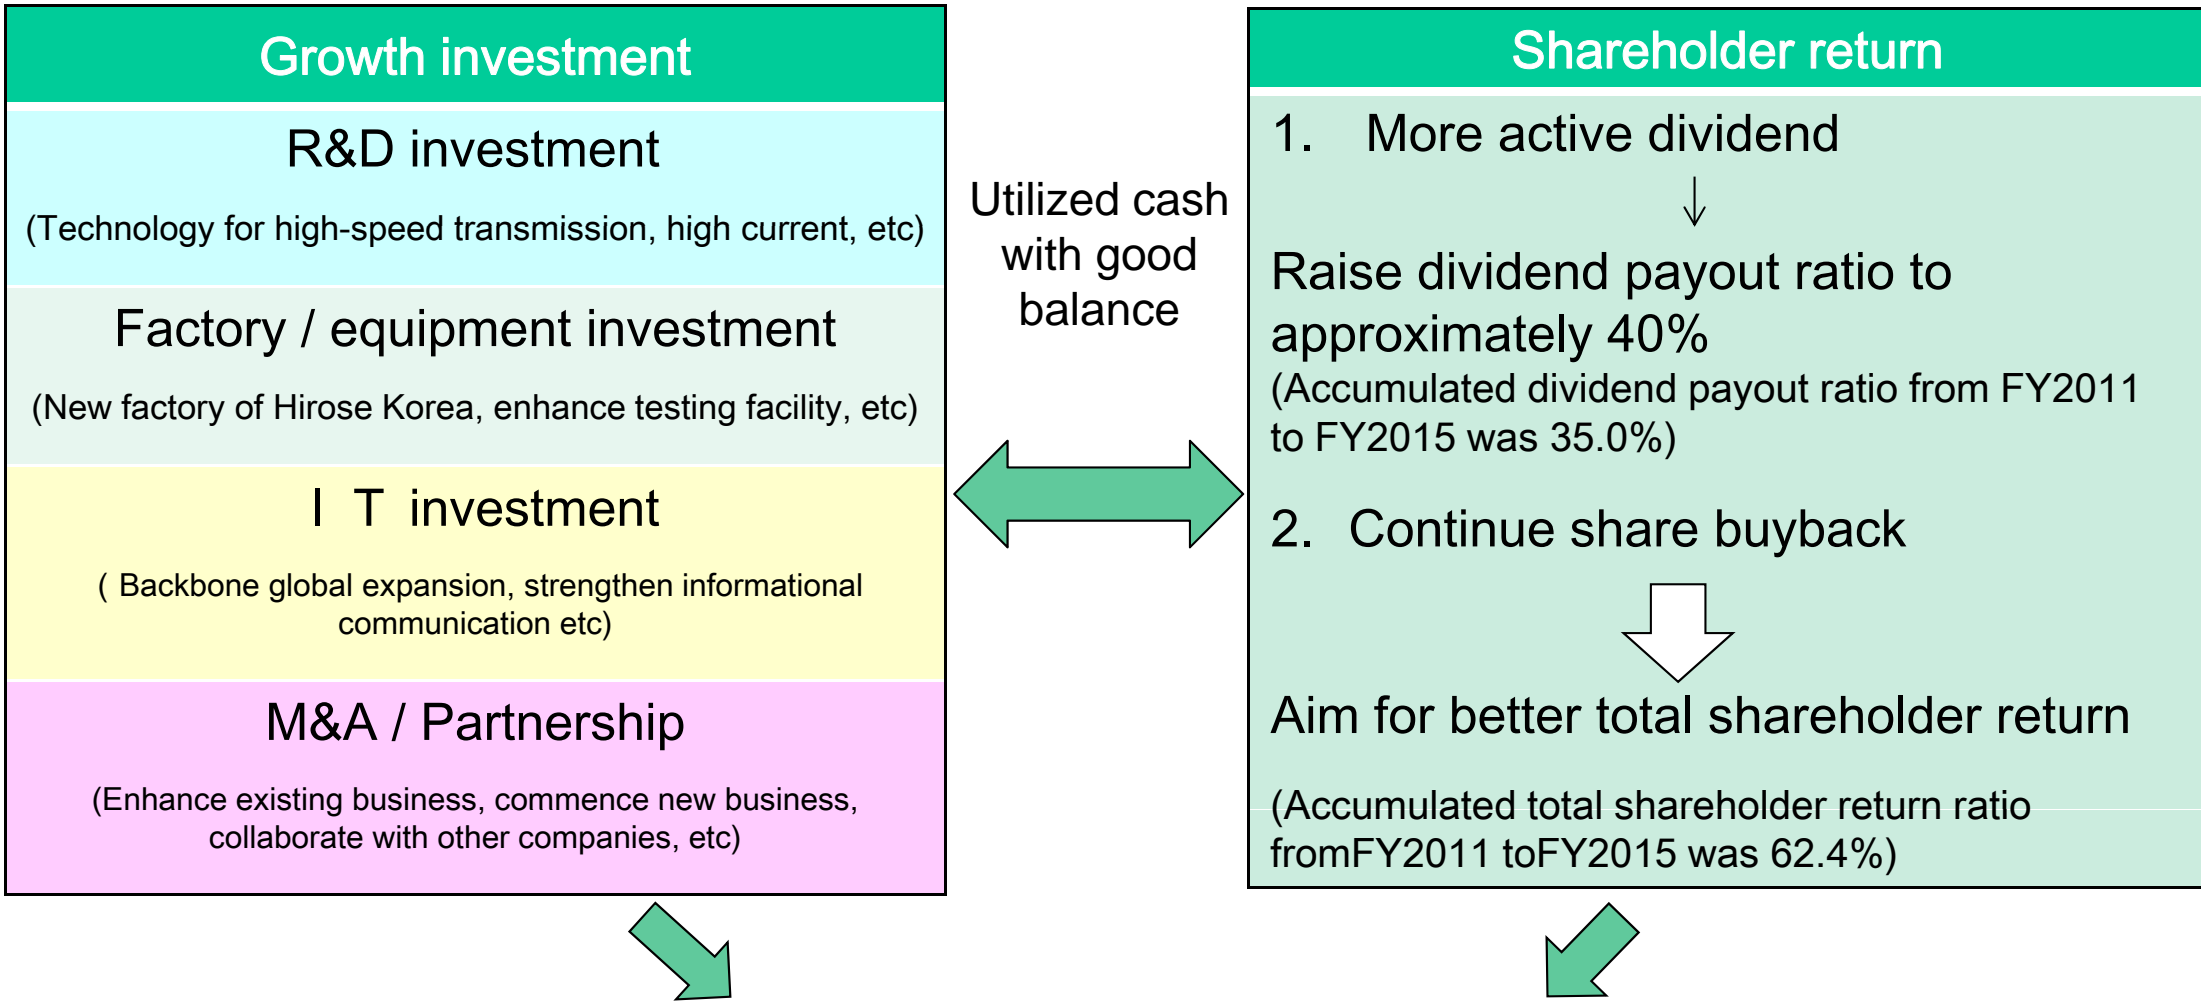 Growth investment
R&D investment
(Technology for high-speed transmission, high current, etc)
Factory / equipment investment
(New factory of Hirose Korea, enhance testing facility, etc)
I T investment
( Backbone global expansion, strengthen informational
communication etc)
M&A / Partnership
(Enhance existing business, commence new business,
collaborate with other companies, etc)
Utilized cash
with good
balance
Shareholder return
1. More active dividend
Raise dividend payout ratio to
approximately 40%
(Accumulated dividend payout ratio from FY2011
to FY2015 was 35.0%)
2. Continue share buyback
Aim for better total shareholder return
(Accumulated total shareholder return ratio
fromFY2011 toFY2015 was 62.4%)